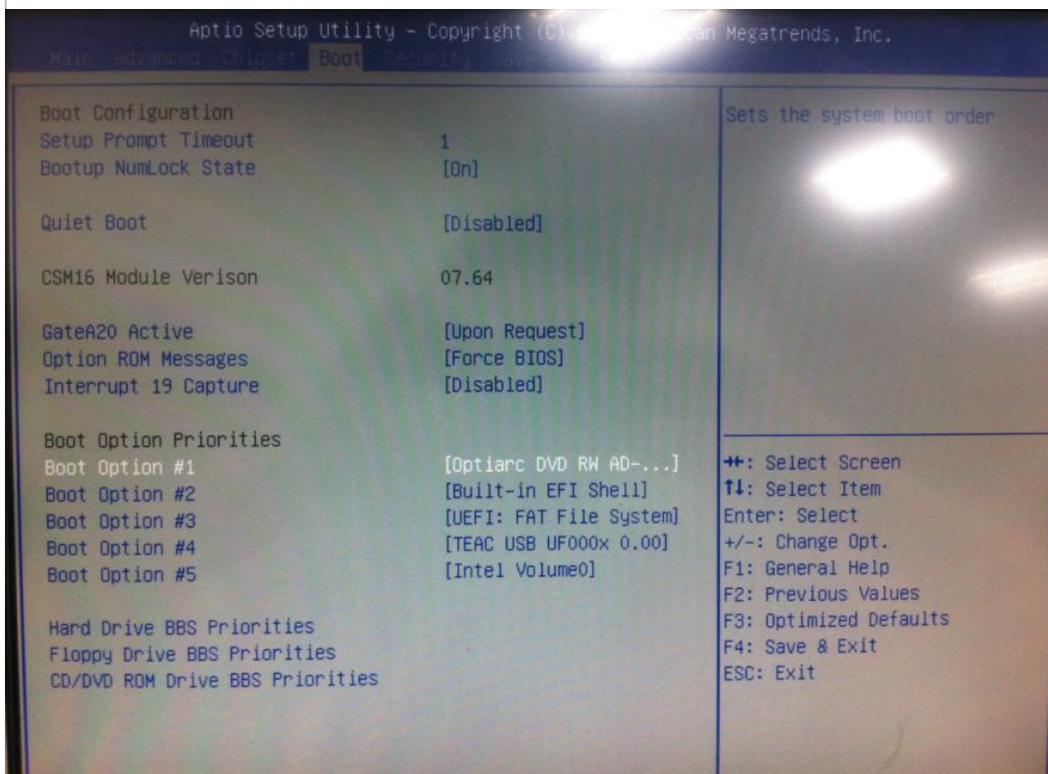 Aptio Setup Utility - Copyright (C) Megatrends, Inc.
Main Advanced Chipset Boot Security Save
Boot Configuration
Setup Prompt Timeout 1
Bootup NumLock State [On]
Quiet Boot [Disabled]
CSM16 Module Verison 07.64
GateA20 Active [Upon Request]
Option ROM Messages [Force BIOS]
Interrupt 19 Capture [Disabled]
Boot Option Priorities
Boot Option #1 [Optiarc DVD RW AD-...]
Boot Option #2 [Built-in EFI Shell]
Boot Option #3 [UEFI: FAT File System]
Boot Option #4 [TEAC USB UF000x 0.00]
Boot Option #5 [Intel Volume0]
Hard Drive BBS Priorities
Floppy Drive BBS Priorities
CD/DVD ROM Drive BBS Priorities
Sets the system boot order
→←: Select Screen
↑↓: Select Item
Enter: Select
+/-: Change Opt.
F1: General Help
F2: Previous Values
F3: Optimized Defaults
F4: Save & Exit
ESC: Exit